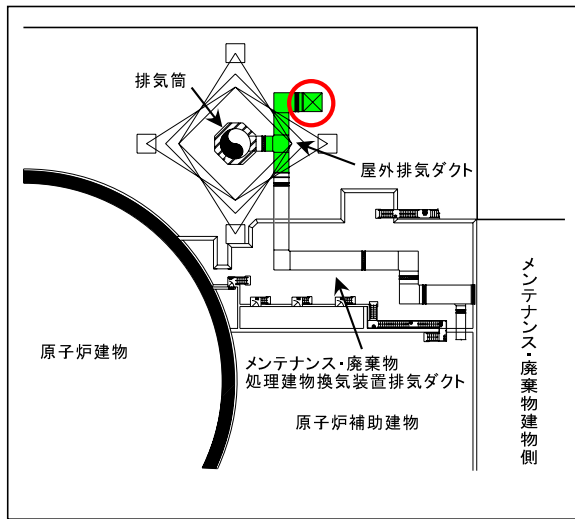 排気筒
屋外排気ダクト
メンテナンス・廃棄物建物側
原子炉建物
メンテナンス・廃棄物
処理建物換気装置排気ダクト
原子炉補助建物